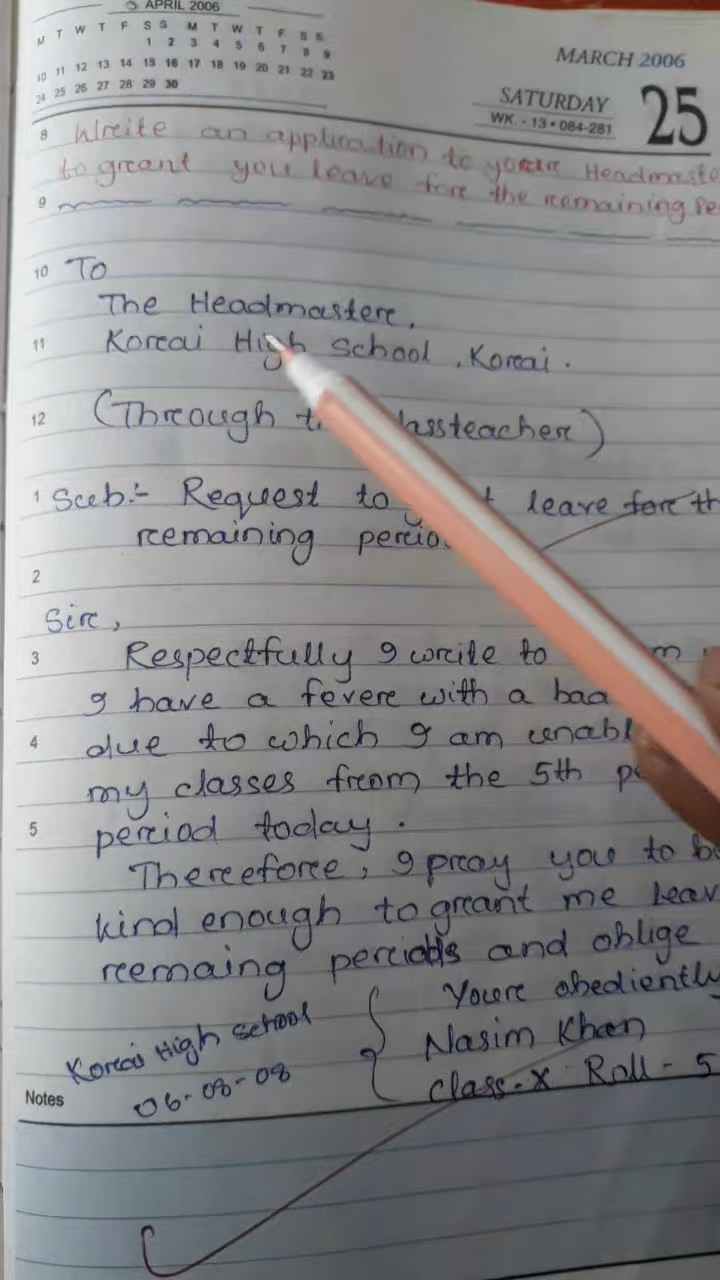 APRIL 2006
M T W T F S S M T W T F S S
1 2 3 4 5 6 7 8 9
10 11 12 13 14 15 16 17 18 19 20 21 22 23
24 25 26 27 28 29 30
MARCH 2006
SATURDAY 25
WK. - 13 • 084-281
8 Write an application to your Headmaste
to grant you leave for the remaining Pe
9
10 To
The Headmaster,
11 Korai High School, Korai.
12 (Through t lassteacher)
1 Sub:- Request to t leave for th
remaining perio
2
Sir,
3 Respectfully I write to m
I have a fever with a bad
4 due to which I am unabl
my classes from the 5th pe
5 period today.
Therefore, I pray you to be
kind enough to grant me leav
remaing periods and oblige
Your obediently
Korai High School Nasim Khan
06-08-08 Class-X Roll-5
Notes